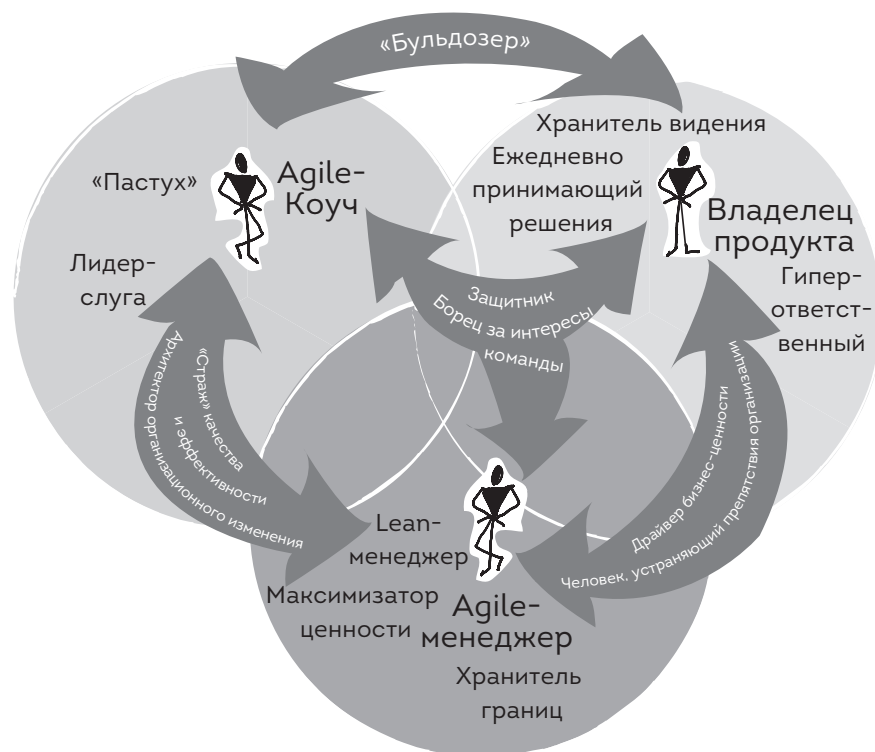 «Бульдозер»
«Пастух»
Agile-
Коуч
Лидер-
слуга
Хранитель видения
Ежедневно
принимающий
решения
Владелец
продукта
Гипер-
ответст-
венный
Защитник
Борец за интересы
команды
«Страж» качества
и эффективности
Архитектор организационного изменения
Драйвер бизнес-ценности
Человек, устраняющий препятствия организации
Lean-
менеджер
Максимизатор
ценности
Agile-
менеджер
Хранитель
границ